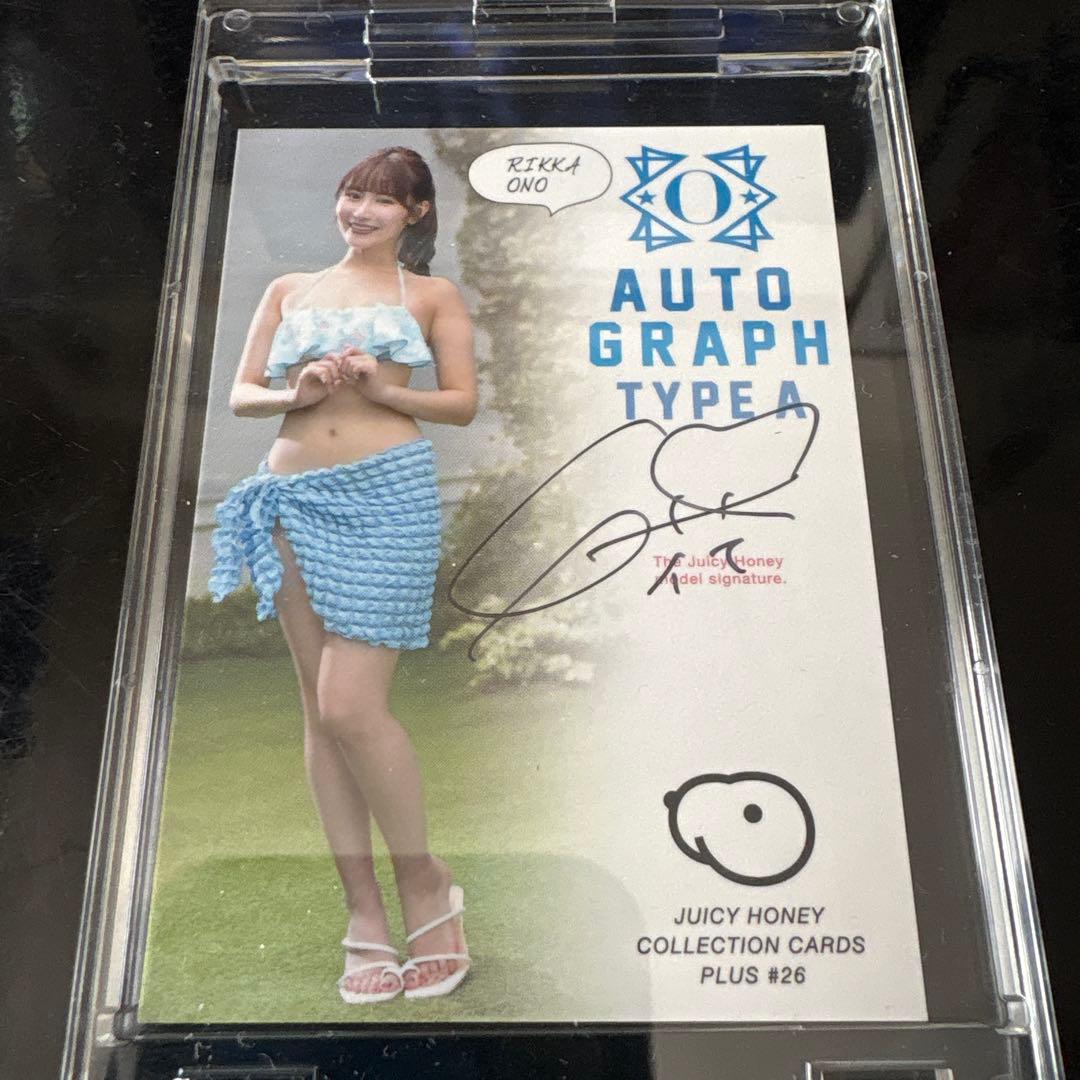 RIKKA
ONO
O
AUTO
GRAPH
TYPE A
The Juicy Honey
model signature.
JUICY HONEY
COLLECTION CARDS
PLUS #26